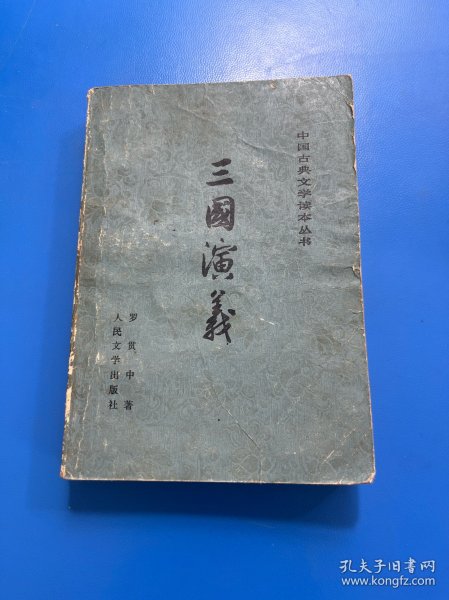 中国古典文学读本丛书
三國演義
罗贯中著
人民文学出版社
孔夫子旧书网
www.kongfz.com